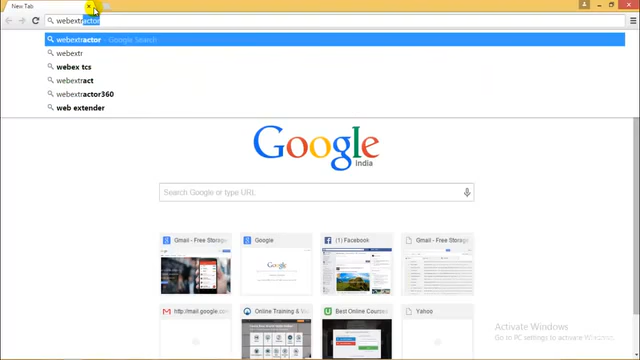 New Tab
webextractor
webextractor - Google Search
webextr
webex tcs
webextract
webextractor360
web extender
Google
India
Search Google or type URL
Gmail - Free Storage
Google
(1) Facebook
Gmail - Free Storag
http://mail.google.com
Online Training &
Best Online Courses
Yahoo
Activate Windows
Go to PC settings to activate Windows.